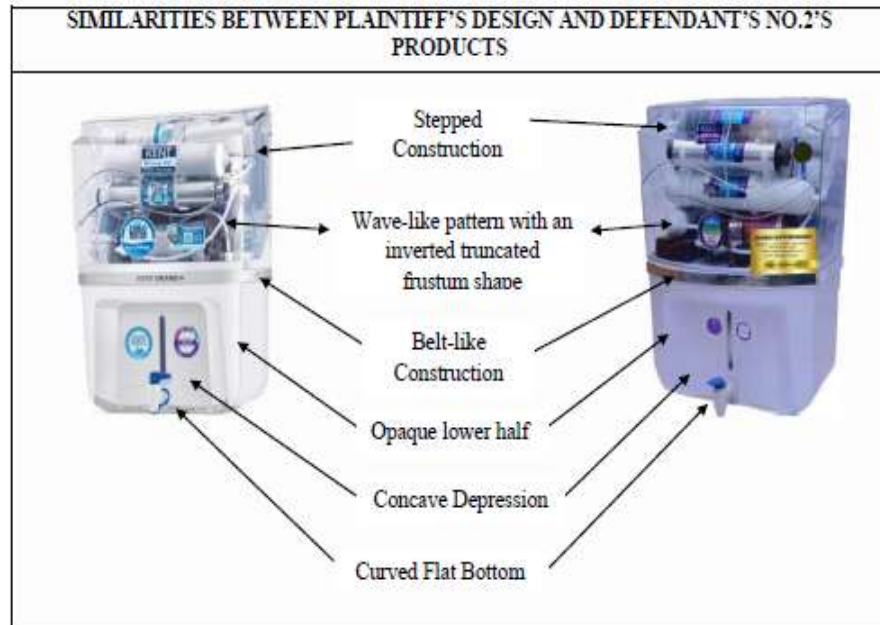 SIMILARITIES BETWEEN PLAINTIFF'S DESIGN AND DEFENDANT'S NO.2'S
PRODUCTS
Stepped
Construction
Wave-like pattern with an
inverted truncated
frustum shape
Belt-like
Construction
Opaque lower half
Concave Depression
Curved Flat Bottom
KENT